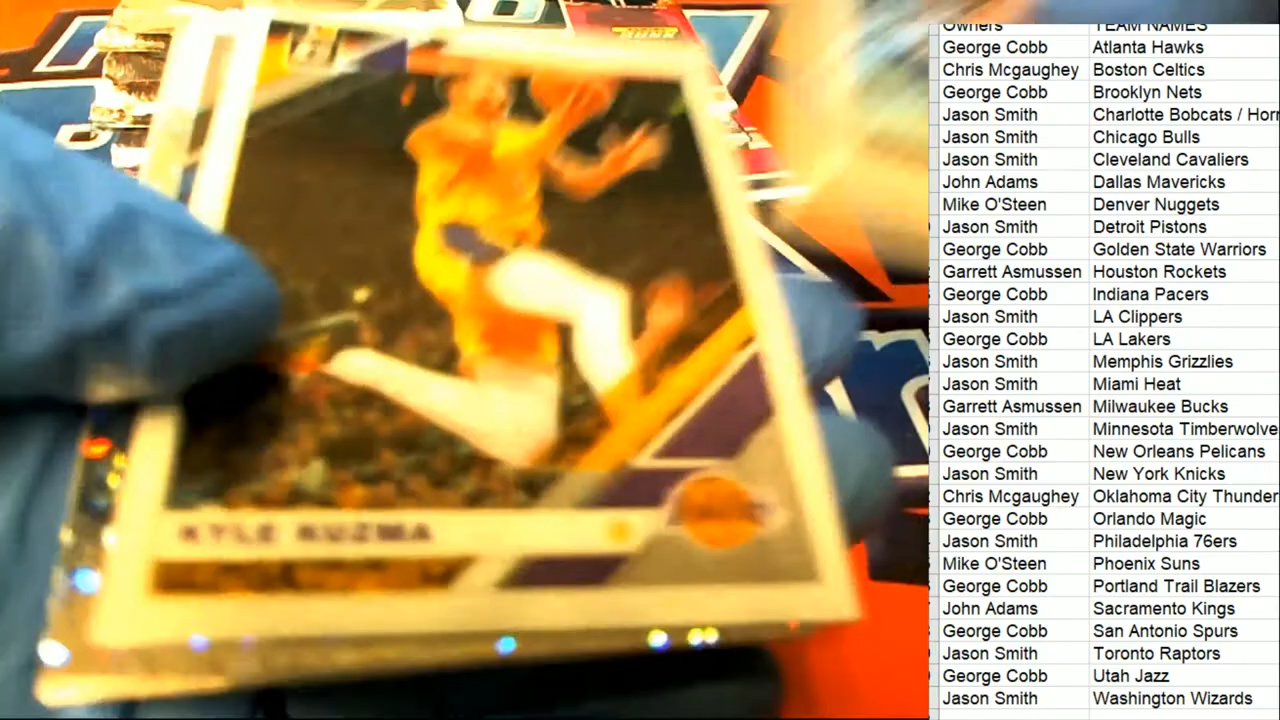 KYLE KUZMA
Owners TEAM NAMES
George Cobb Atlanta Hawks
Chris Mcgaughey Boston Celtics
George Cobb Brooklyn Nets
Jason Smith Charlotte Bobcats / Horr
Jason Smith Chicago Bulls
Jason Smith Cleveland Cavaliers
John Adams Dallas Mavericks
Mike O'Steen Denver Nuggets
Jason Smith Detroit Pistons
George Cobb Golden State Warriors
Garrett Asmussen Houston Rockets
George Cobb Indiana Pacers
Jason Smith LA Clippers
George Cobb LA Lakers
Jason Smith Memphis Grizzlies
Jason Smith Miami Heat
Garrett Asmussen Milwaukee Bucks
Jason Smith Minnesota Timberwolve
George Cobb New Orleans Pelicans
Jason Smith New York Knicks
Chris Mcgaughey Oklahoma City Thunder
George Cobb Orlando Magic
Jason Smith Philadelphia 76ers
Mike O'Steen Phoenix Suns
George Cobb Portland Trail Blazers
John Adams Sacramento Kings
George Cobb San Antonio Spurs
Jason Smith Toronto Raptors
George Cobb Utah Jazz
Jason Smith Washington Wizards